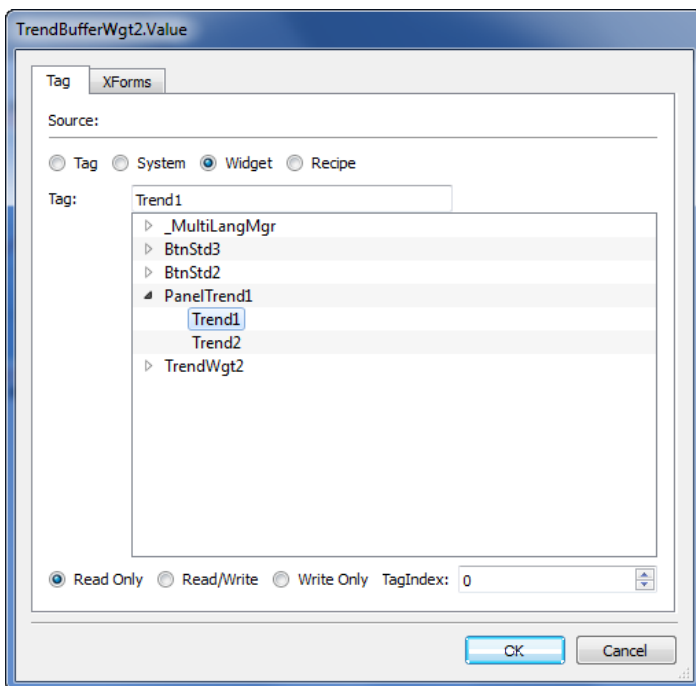 TrendBufferWgt2.Value
Tag XForms
Source:
Tag System Widget Recipe
Tag: Trend1
_MultiLangMgr
BtnStd3
BtnStd2
PanelTrend1
Trend1
Trend2
TrendWgt2
Read Only Read/Write Write Only TagIndex: 0
OK Cancel